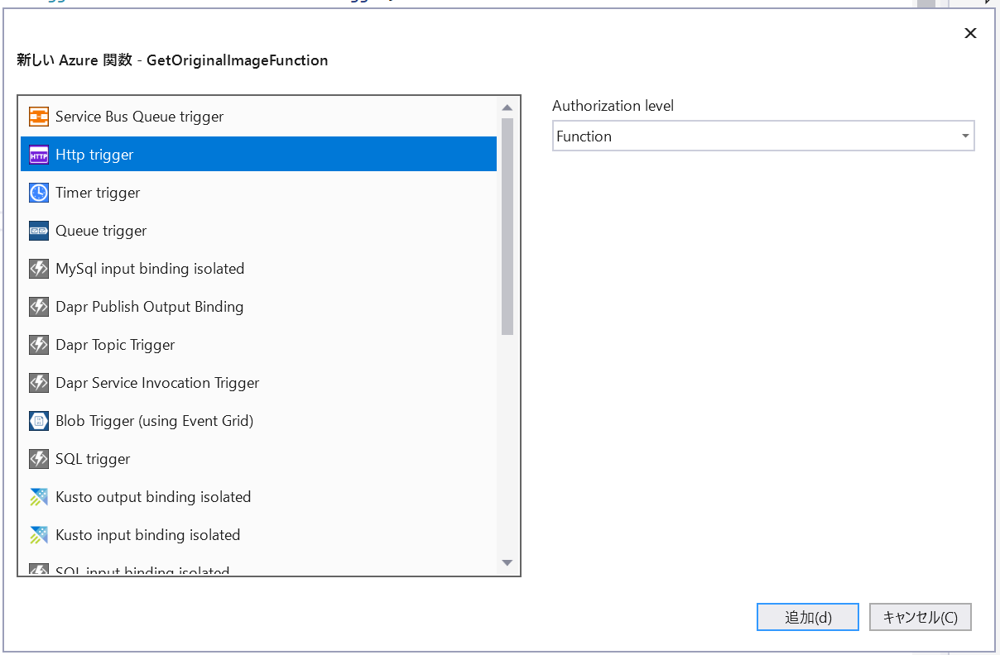 新しい Azure 関数 - GetOriginalImageFunction
Service Bus Queue trigger
HTTP Http trigger
Timer trigger
Queue trigger
MySql input binding isolated
Dapr Publish Output Binding
Dapr Topic Trigger
Dapr Service Invocation Trigger
Blob Trigger (using Event Grid)
SQL trigger
Kusto output binding isolated
Kusto input binding isolated
SQL input binding isolated
Authorization level
Function
追加(d)
キャンセル(C)